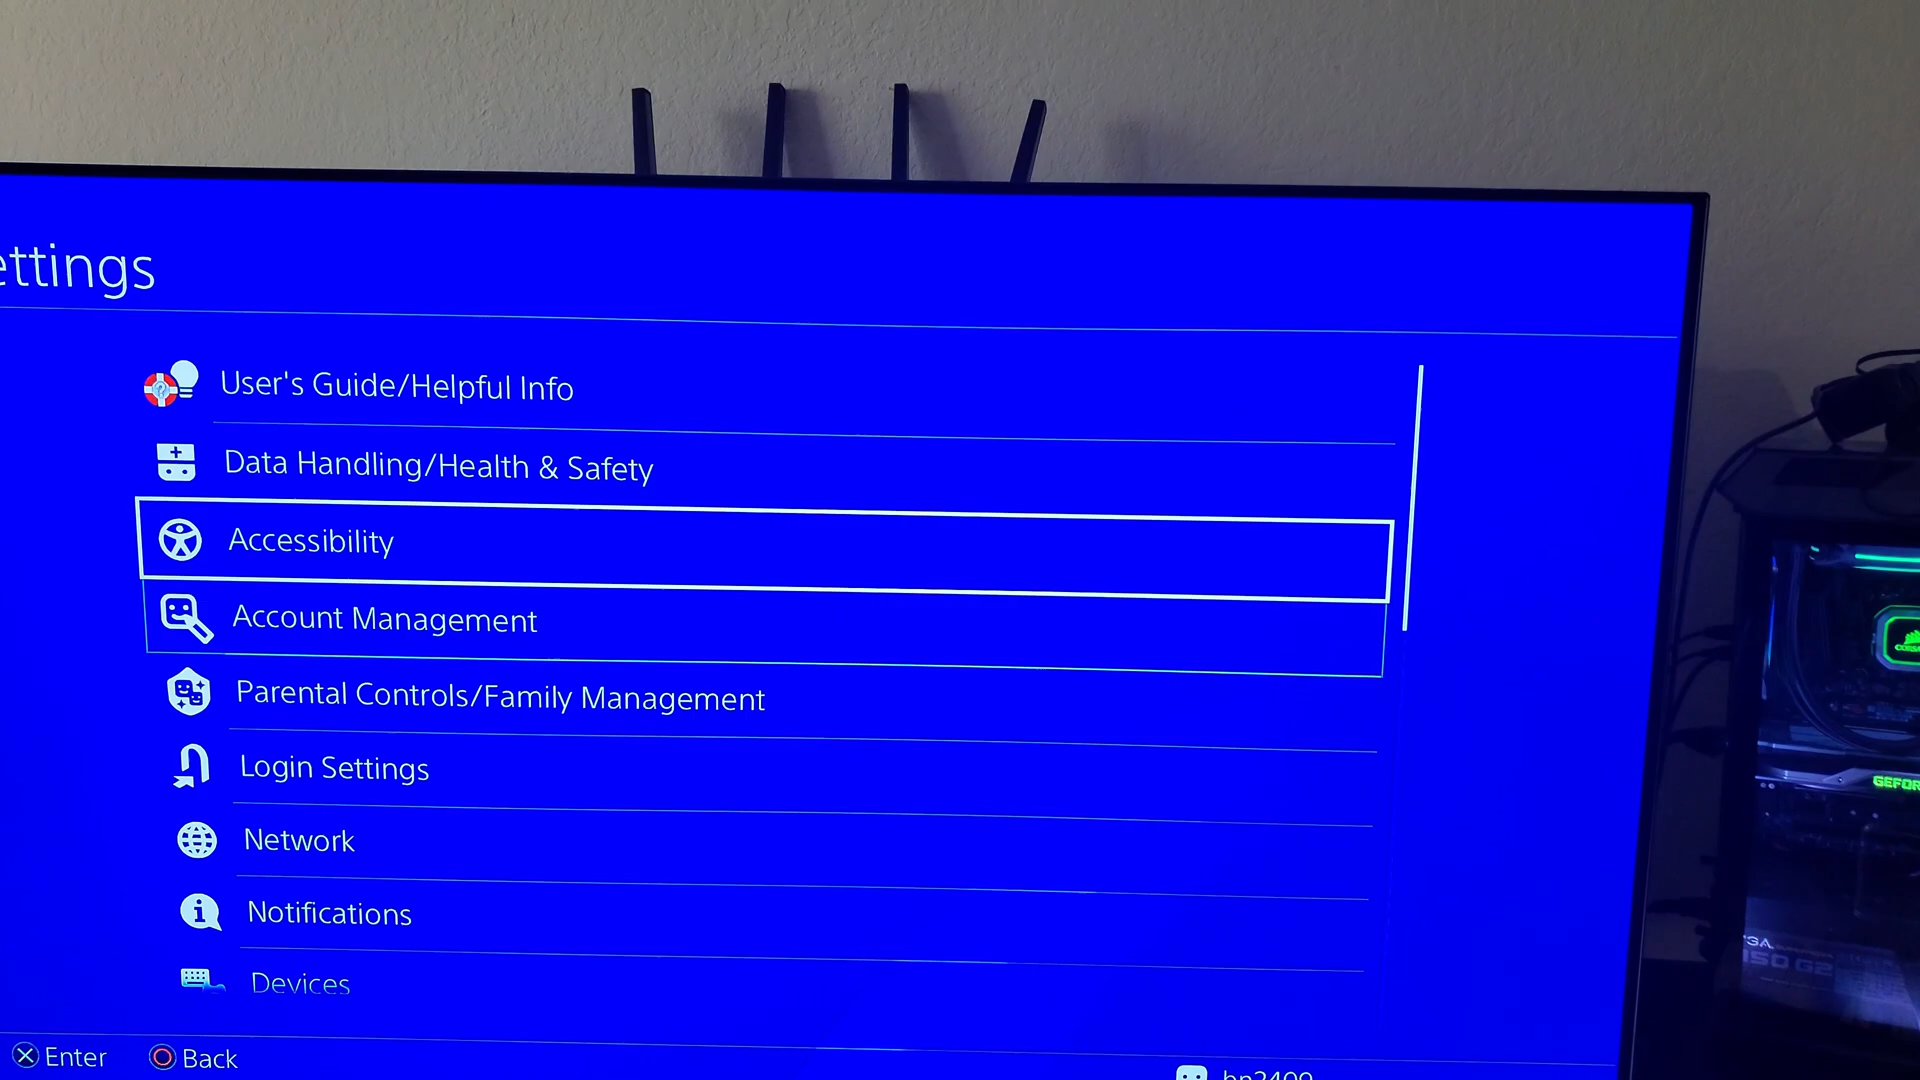 ettings
User's Guide/Helpful Info
Data Handling/Health & Safety
Accessibility
Account Management
Parental Controls/Family Management
Login Settings
Network
Notifications
Devices
Enter
Back